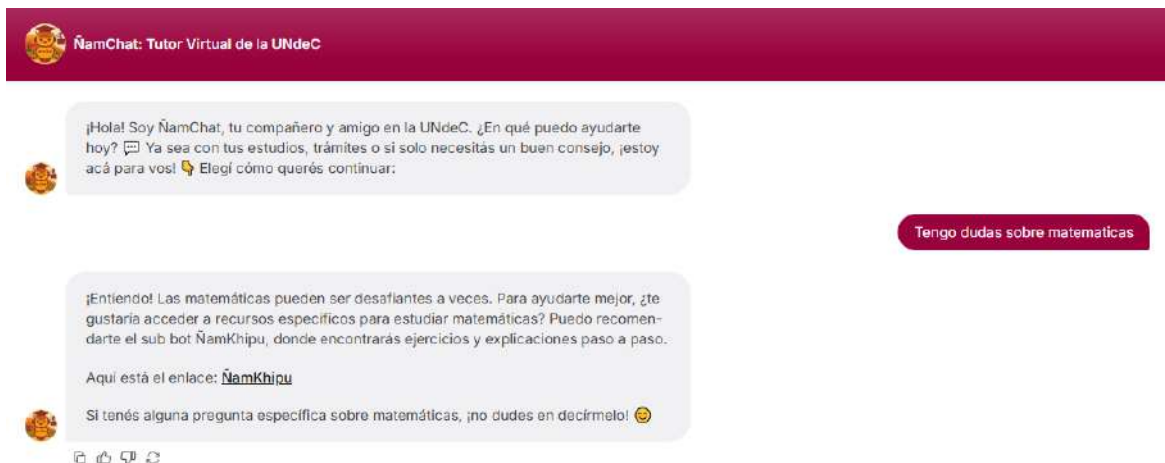 ÑamChat: Tutor Virtual de la UNdeC
¡Hola! Soy ÑamChat, tu compañero y amigo en la UNdeC. ¿En qué puedo ayudarte
hoy? 💬 Ya sea con tus estudios, trámites o si solo necesitás un buen consejo, ¡estoy
acá para vos! 👇 Elegí cómo querés continuar:
Tengo dudas sobre matematicas
¡Entiendo! Las matemáticas pueden ser desafiantes a veces. Para ayudarte mejor, ¿te
gustaría acceder a recursos específicos para estudiar matemáticas? Puedo recomen-
darte el sub bot ÑamKhipu, donde encontrarás ejercicios y explicaciones paso a paso.
Aquí está el enlace: ÑamKhipu
Si tenés alguna pregunta específica sobre matemáticas, ¡no dudes en decírmelo! 😊